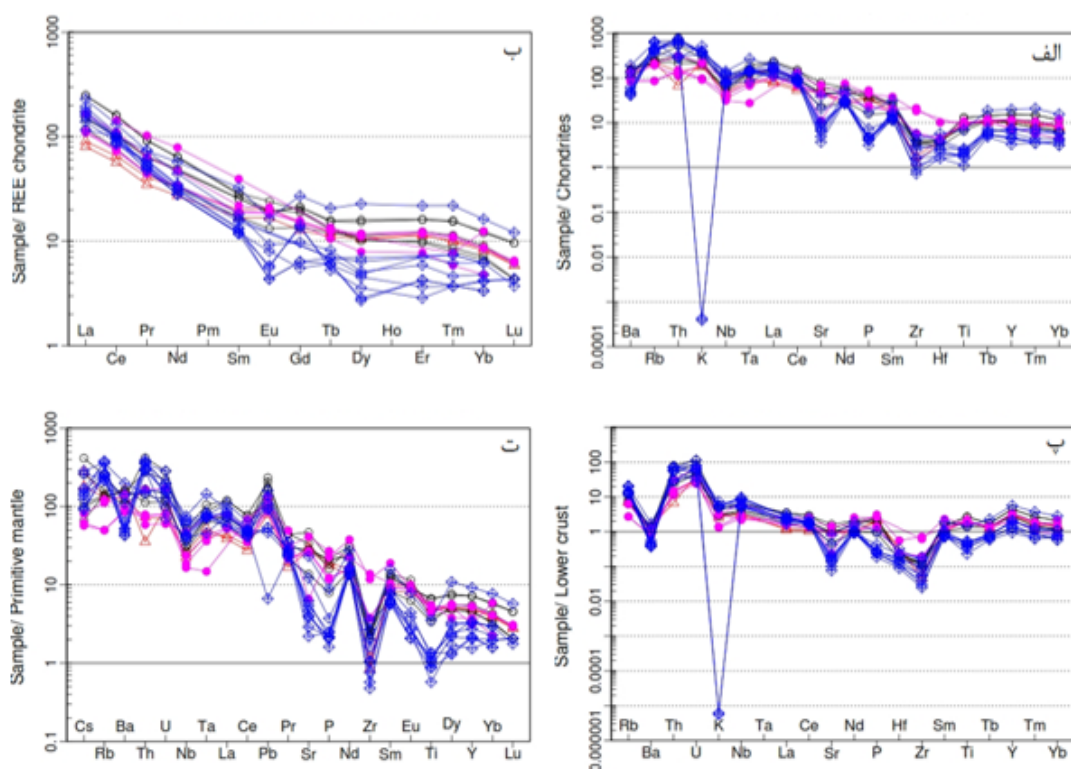 الف
Sample/ Chondrites
1000
100
10
1
0.1
0.01
0.0001
Ba Th Nb La Sr P Zr Ti Y Yb
Rb K Ta Ce Nd Sm Hf Tb Tm
ب
Sample/ REE chondrite
1000
100
10
1
La Pr Pm Eu Tb Ho Tm Lu
Ce Nd Sm Gd Dy Er Yb
پ
Sample/ Lower crust
100
10
1
0.01
0.0001
0.000001
Rb Th K Ta Ce Nd Hf Sm Tb Tm
Ba U Nb La Sr P Zr Ti Y Yb
ت
Sample/ Primitive mantle
1000
100
10
1
0.1
Cs Ba U Ta Ce Pr P Zr Eu Dy Yb
Rb Th Nb La Pb Sr Nd Sm Ti Y Lu